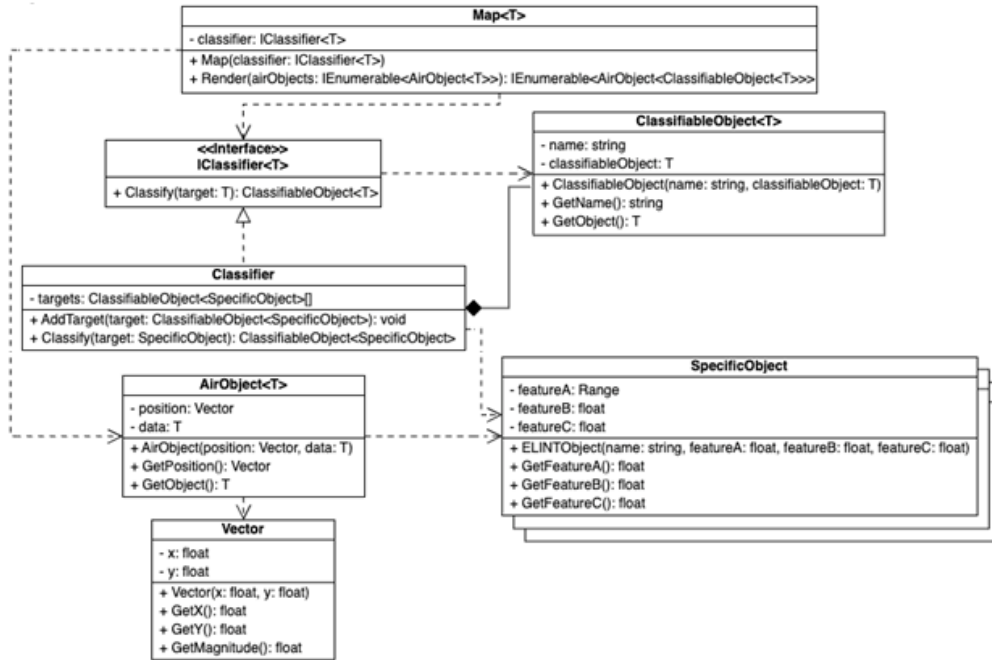 Map<T>
- classifier: IClassifier<T>
+ Map(classifier: IClassifier<T>)
+ Render(airObjects: IEnumerable<AirObject<T>>): IEnumerable<AirObject<ClassifiableObject<T>>>
<<Interface>>
IClassifier<T>
+ Classify(target: T): ClassifiableObject<T>
ClassifiableObject<T>
- name: string
- classifiableObject: T
+ ClassifiableObject(name: string, classifiableObject: T)
+ GetName(): string
+ GetObject(): T
Classifier
- targets: ClassifiableObject<SpecificObject>[]
+ AddTarget(target: ClassifiableObject<SpecificObject>): void
+ Classify(target: SpecificObject): ClassifiableObject<SpecificObject>
AirObject<T>
- position: Vector
- data: T
+ AirObject(position: Vector, data: T)
+ GetPosition(): Vector
+ GetObject(): T
SpecificObject
- featureA: Range
- featureB: float
- featureC: float
+ ELINTObject(name: string, featureA: float, featureB: float, featureC: float)
+ GetFeatureA(): float
+ GetFeatureB(): float
+ GetFeatureC(): float
Vector
- x: float
- y: float
+ Vector(x: float, y: float)
+ GetX(): float
+ GetY(): float
+ GetMagnitude(): float